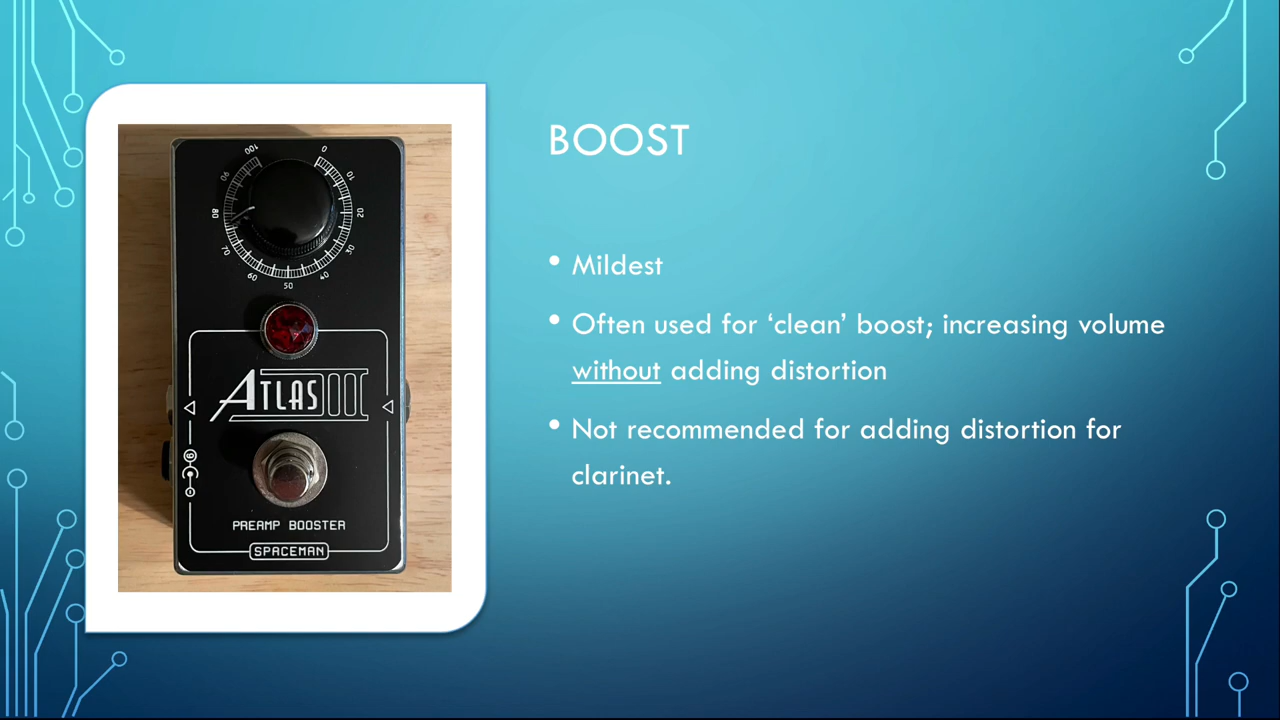 BOOST
• Mildest
• Often used for ‘clean’ boost; increasing volume
without adding distortion
• Not recommended for adding distortion for
clarinet.
100 0
90 10
80 20
70 30
60 40
50
ATLAS III
PREAMP BOOSTER
SPACEMAN